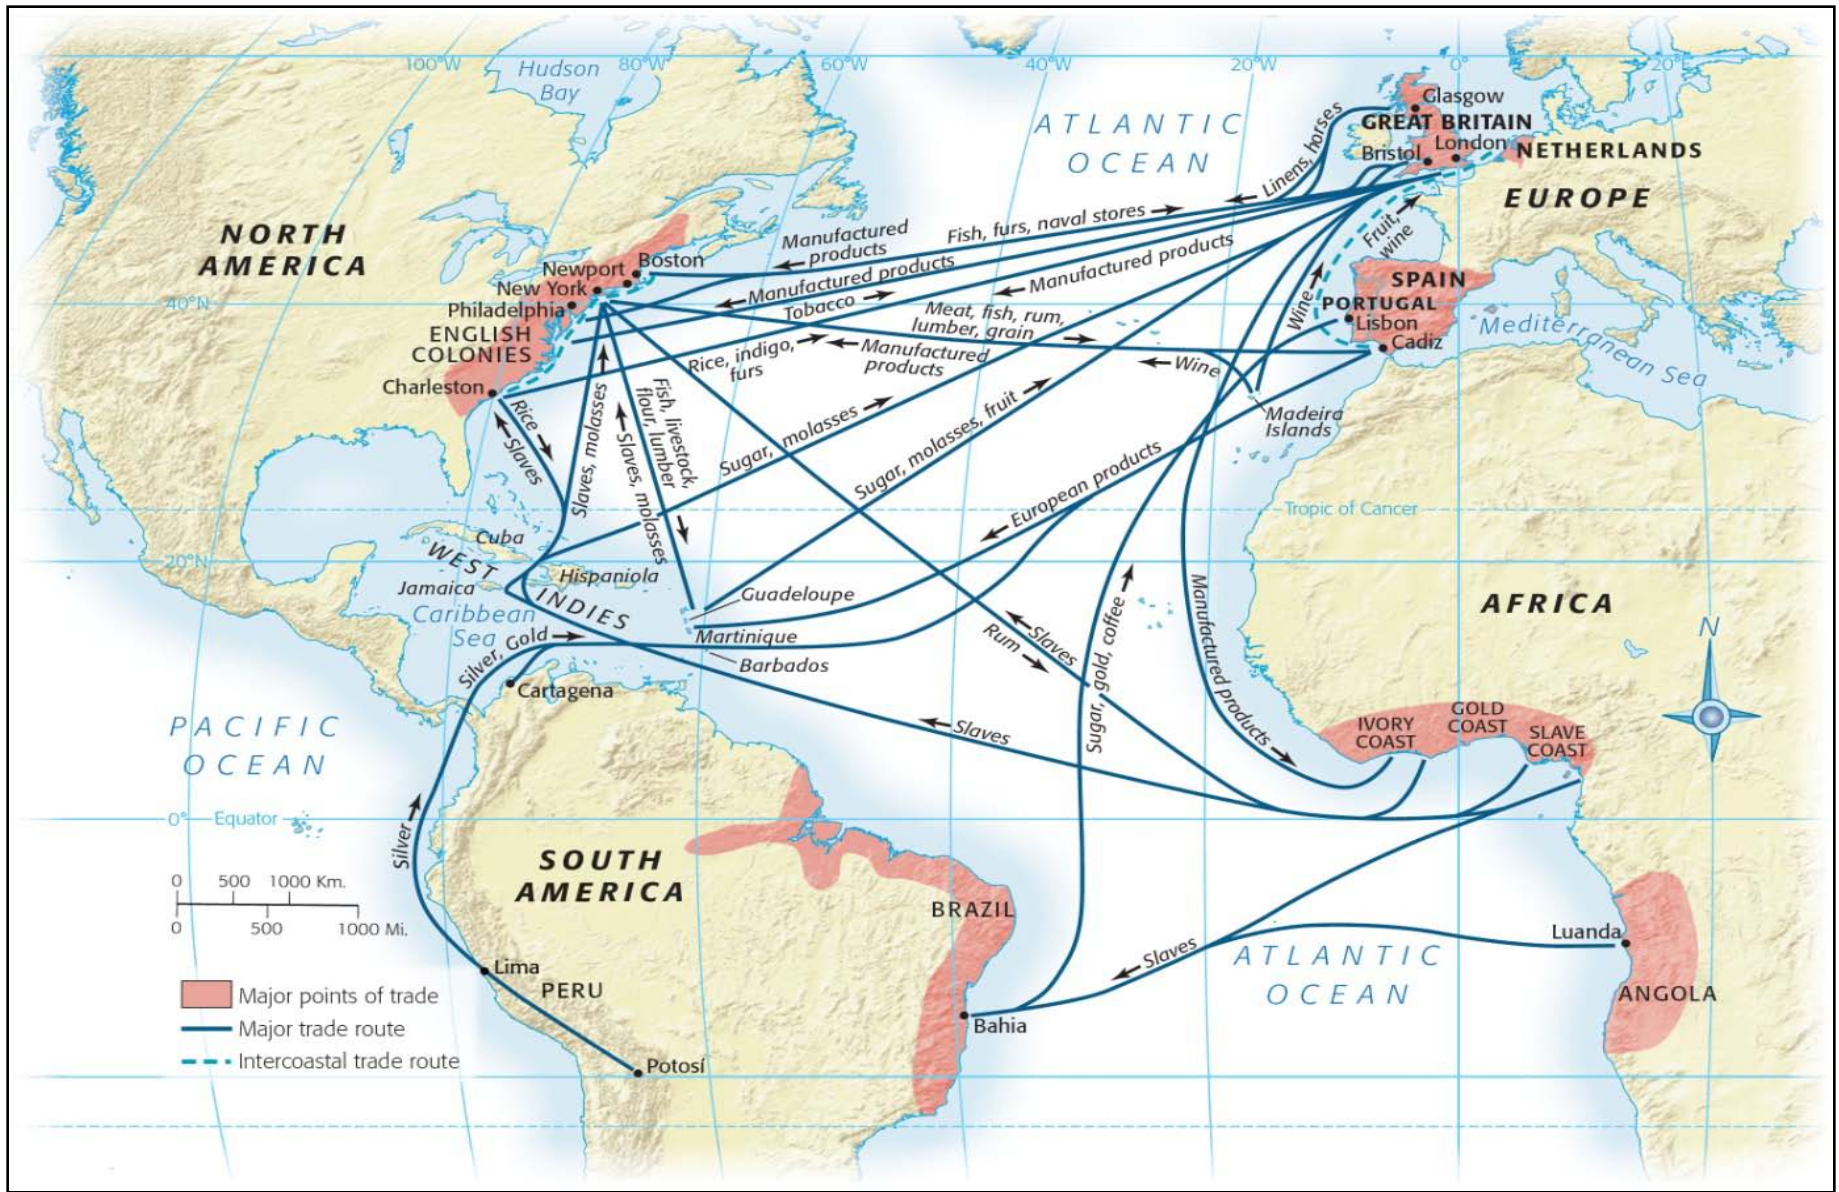 100°W
80°W
60°W
40°W
20°W
0°
20°E
Hudson
Bay
ATLANTIC
OCEAN
Glasgow
GREAT BRITAIN
London
Bristol
NETHERLANDS
EUROPE
Linens, horses
NORTH
AMERICA
Fish, furs, naval stores
Manufactured
products
Manufactured products
Manufactured products
Tobacco
Fruit,
wine
Wine
SPAIN
PORTUGAL
Lisbon
Cadiz
Mediterranean Sea
Boston
Newport
New York
Philadelphia
40°N
ENGLISH
COLONIES
Charleston
Meat, fish, rum,
lumber, grain
Rice, indigo,
furs
Manufactured
products
Wine
Madeira
Islands
Rice
Slaves
Slaves, molasses
Fish, livestock,
flour, lumber
Slaves, molasses
Sugar, molasses
Sugar, molasses, fruit
European products
Tropic of Cancer
Cuba
WEST
INDIES
20°N
Hispaniola
Jamaica
Caribbean
Sea
Guadeloupe
Martinique
Barbados
Silver, Gold
Cartagena
Slaves
Rum
Sugar, gold, coffee
Manufactured products
AFRICA
N
IVORY
COAST
GOLD
COAST
SLAVE
COAST
PACIFIC
OCEAN
Slaves
0°
Equator
Silver
SOUTH
AMERICA
BRAZIL
0 500 1000 Km.
0 500 1000 Mi.
Lima
PERU
Potosí
Bahia
Slaves
ATLANTIC
OCEAN
Luanda
ANGOLA
Major points of trade
Major trade route
Intercoastal trade route